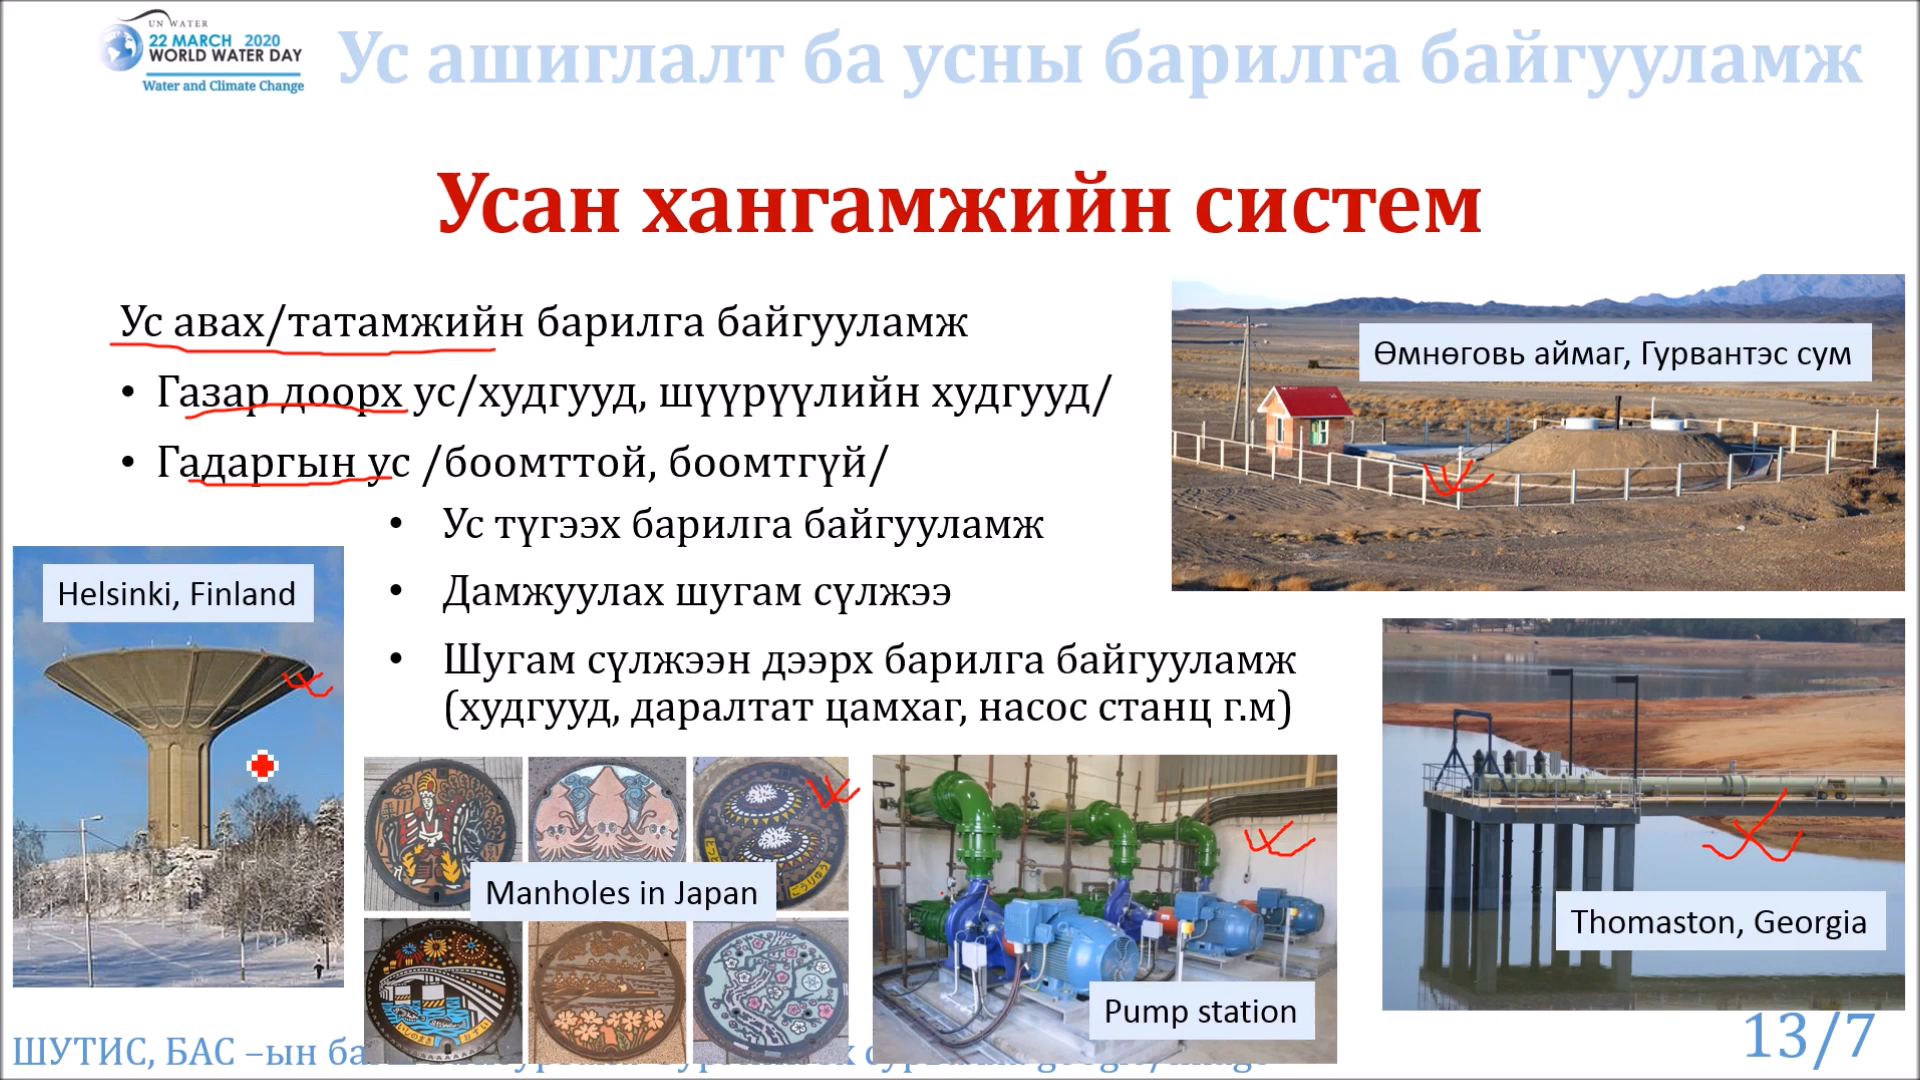 UN WATER
22 MARCH 2020
WORLD WATER DAY
Water and Climate Change
Ус ашиглалт ба усны барилга байгууламж
Усан хангамжийн систем
Ус авах/татамжийн барилга байгууламж
• Газар доорх ус/худгууд, шүүрүүлийн худгууд/
• Гадаргын ус /боомттой, боомтгүй/
• Ус түгээх барилга байгууламж
• Дамжуулах шугам сүлжээ
• Шугам сүлжээн дээрх барилга байгууламж
(худгууд, даралтат цамхаг, насос станц г.м)
Өмнөговь аймаг, Гурвантэс сум
Helsinki, Finland
Manholes in Japan
Pump station
Thomaston, Georgia
ШУТИС, БАС –ын
13/7